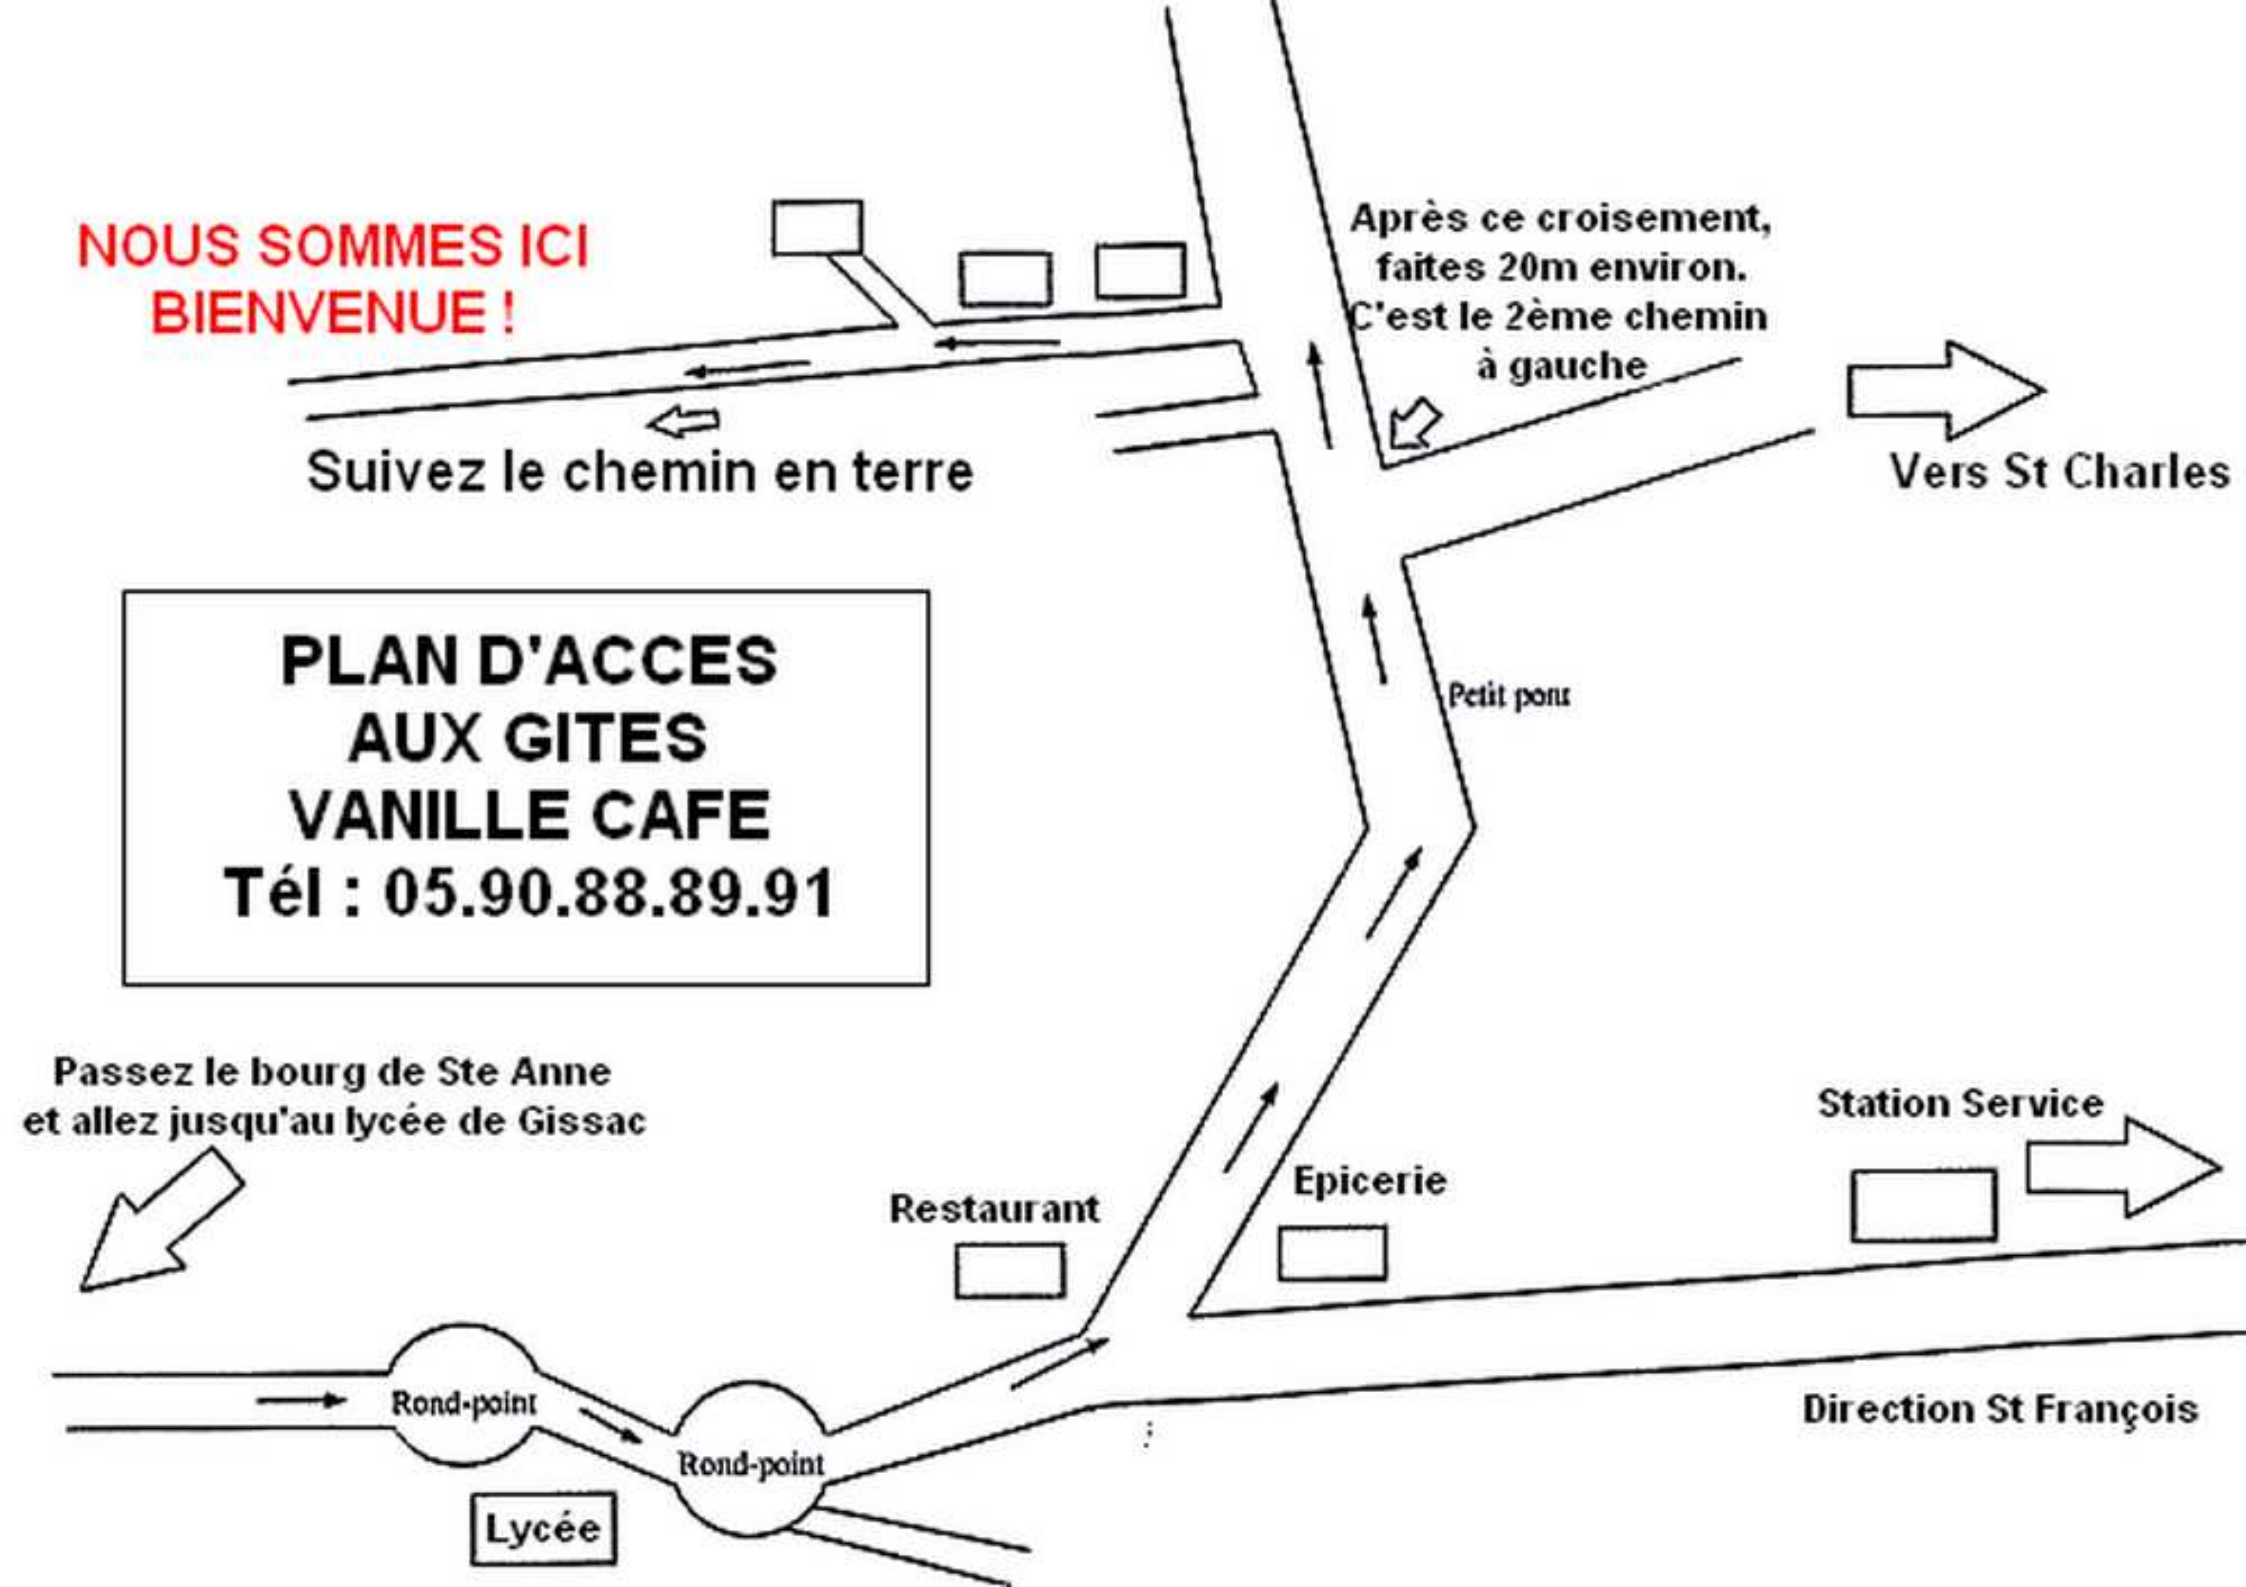 NOUS SOMMES ICI
BIENVENUE !
Après ce croisement,
faites 20m environ.
C'est le 2ème chemin
à gauche
Vers St Charles
Suivez le chemin en terre
PLAN D'ACCES
AUX GITES
VANILLE CAFE
Tél : 05.90.88.89.91
Petit pont
Passez le bourg de Ste Anne
et allez jusqu'au lycée de Gissac
Station Service
Epicerie
Restaurant
Rond-point
Rond-point
Direction St François
Lycée